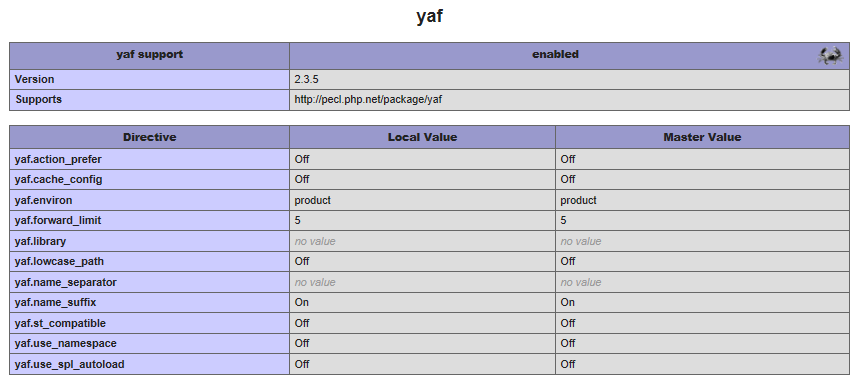 yaf
yaf support enabled
Version 2.3.5
Supports http://pecl.php.net/package/yaf
Directive Local Value Master Value
yaf.action_prefer Off Off
yaf.cache_config Off Off
yaf.environ product product
yaf.forward_limit 5 5
yaf.library no value no value
yaf.lowcase_path Off Off
yaf.name_separator no value no value
yaf.name_suffix On On
yaf.st_compatible Off Off
yaf.use_namespace Off Off
yaf.use_spl_autoload Off Off